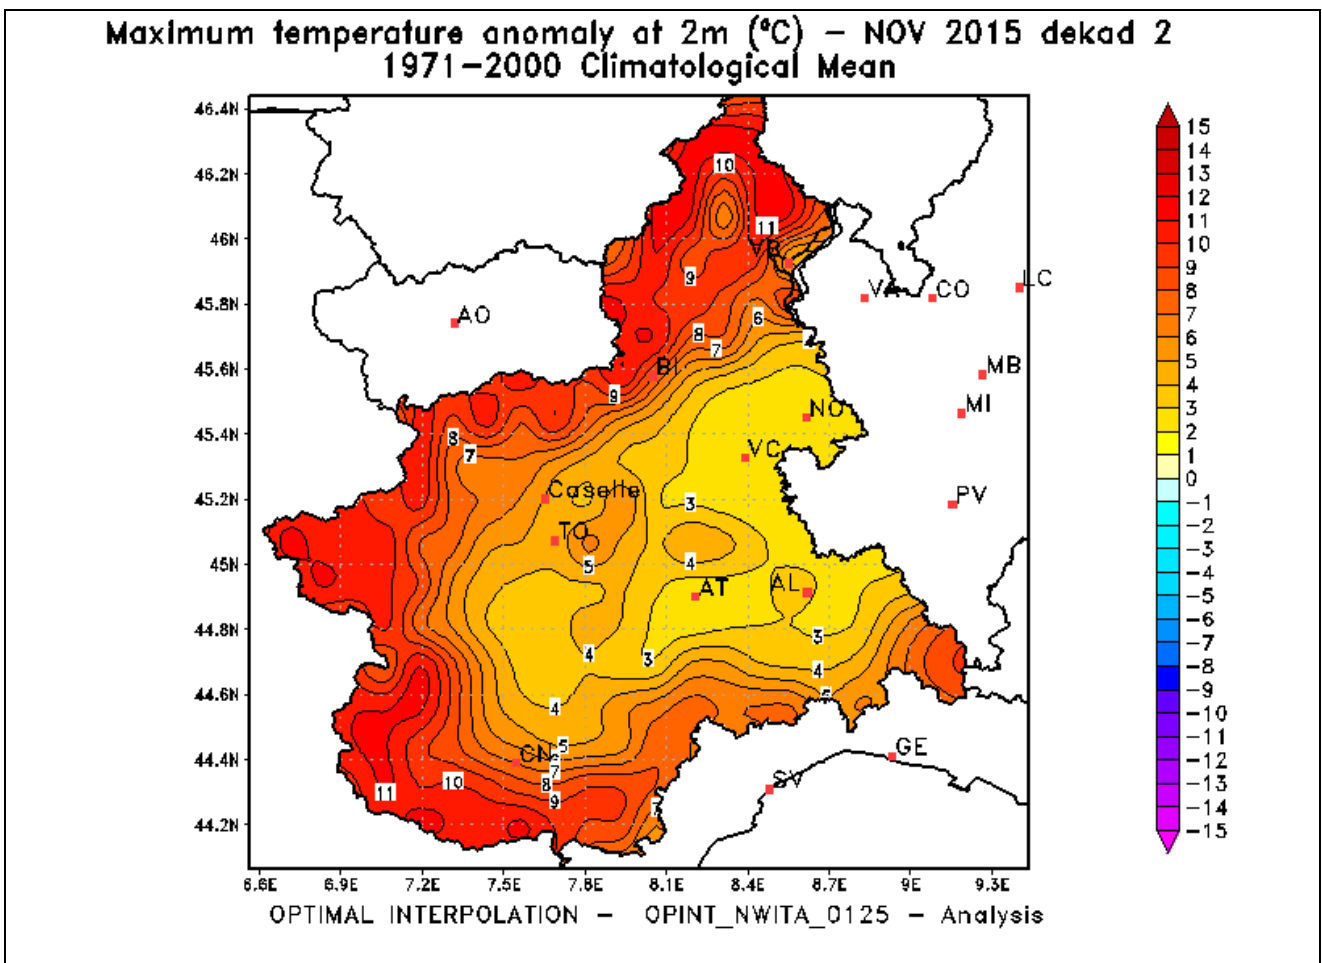 Maximum temperature anomaly at 2m (°C) - NOV 2015 dekad 2
1971-2000 Climatological Mean
46.4N
46.2N
46N
45.8N
45.6N
45.4N
45.2N
45N
44.8N
44.6N
44.4N
44.2N
6.6E 6.9E 7.2E 7.5E 7.8E 8.1E 8.4E 8.7E 9E 9.3E
10
11
VB
9
VA CO LC
AO
6
8
7
4
BI
MB
9
NO MI
8
7
VC
Caselle
3
PV
TO
5
4
AT AL
3
4
3
4
4
5
CN
7
8
9
10
11
7
GE
SV
15
14
13
12
11
10
9
8
7
6
5
4
3
2
1
0
-1
-2
-3
-4
-5
-6
-7
-8
-9
-10
-11
-12
-13
-14
-15
OPTIMAL INTERPOLATION - OPINT_NWITA_0125 - Analysis